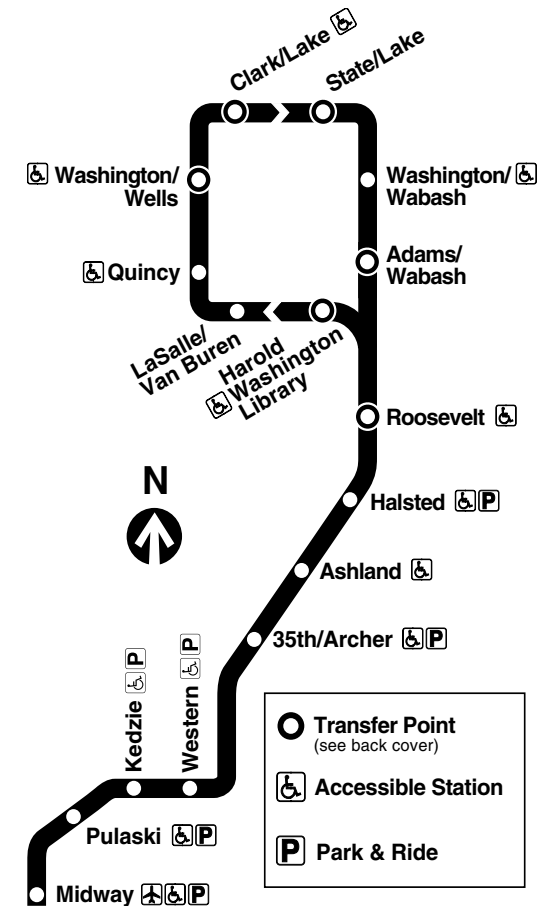 Clark/Lake
State/Lake
Washington/
Wells
Washington/
Wabash
Adams/
Wabash
Quincy
LaSalle/
Van Buren
Harold
Washington
Library
Roosevelt
N
Halsted P
Ashland
35th/Archer P
Kedzie P
Western P
Pulaski P
Midway P
Transfer Point
(see back cover)
Accessible Station
P Park & Ride